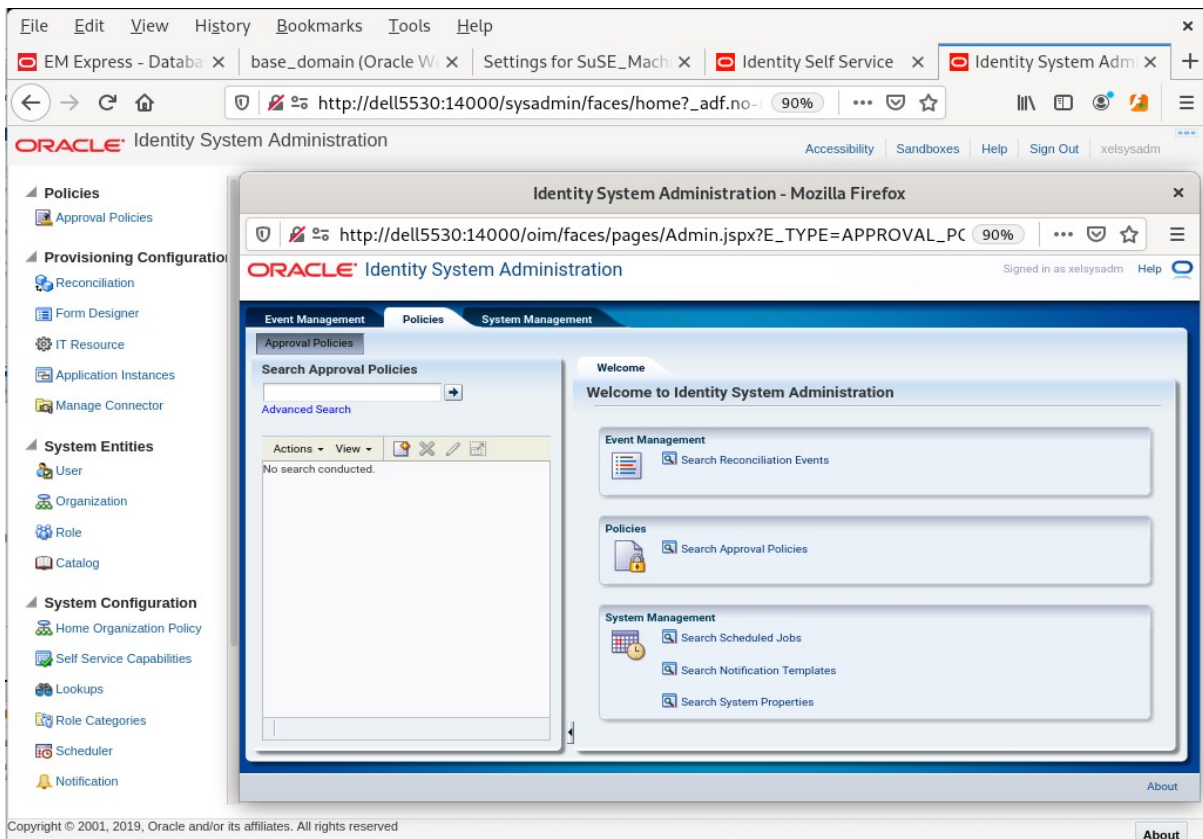 File Edit View History Bookmarks Tools Help
EM Express - Databa
base_domain (Oracle W
Settings for SuSE_Mach
Identity Self Service
Identity System Adm
http://dell5530:14000/sysadmin/faces/home?_adf.no- 90%
ORACLE Identity System Administration
Accessibility Sandboxes Help Sign Out xelsysadm
Policies
Approval Policies
Provisioning Configuratio
Reconciliation
Form Designer
IT Resource
Application Instances
Manage Connector
System Entities
User
Organization
Role
Catalog
System Configuration
Home Organization Policy
Self Service Capabilities
Lookups
Role Categories
Scheduler
Notification
Identity System Administration - Mozilla Firefox
http://dell5530:14000/oim/faces/pages/Admin.jspx?E_TYPE=APPROVAL_PO 90%
ORACLE Identity System Administration
Signed in as xelsysadm Help
Event Management Policies System Management
Approval Policies
Search Approval Policies
Advanced Search
Actions View
No search conducted.
Welcome
Welcome to Identity System Administration
Event Management
Search Reconciliation Events
Policies
Search Approval Policies
System Management
Search Scheduled Jobs
Search Notification Templates
Search System Properties
About
Copyright © 2001, 2019, Oracle and/or its affiliates. All rights reserved
About